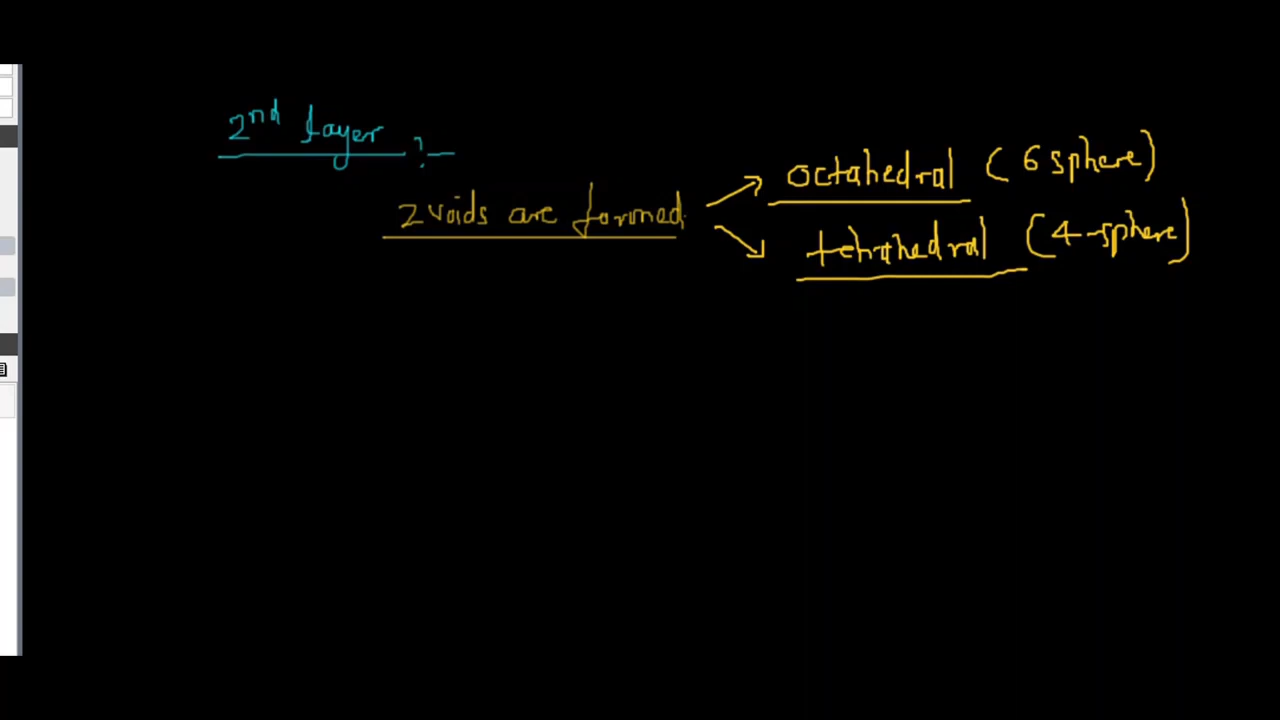 2nd layer :-
2 voids are formed.
octahedral (6 sphere)
tetrahedral (4-sphere)